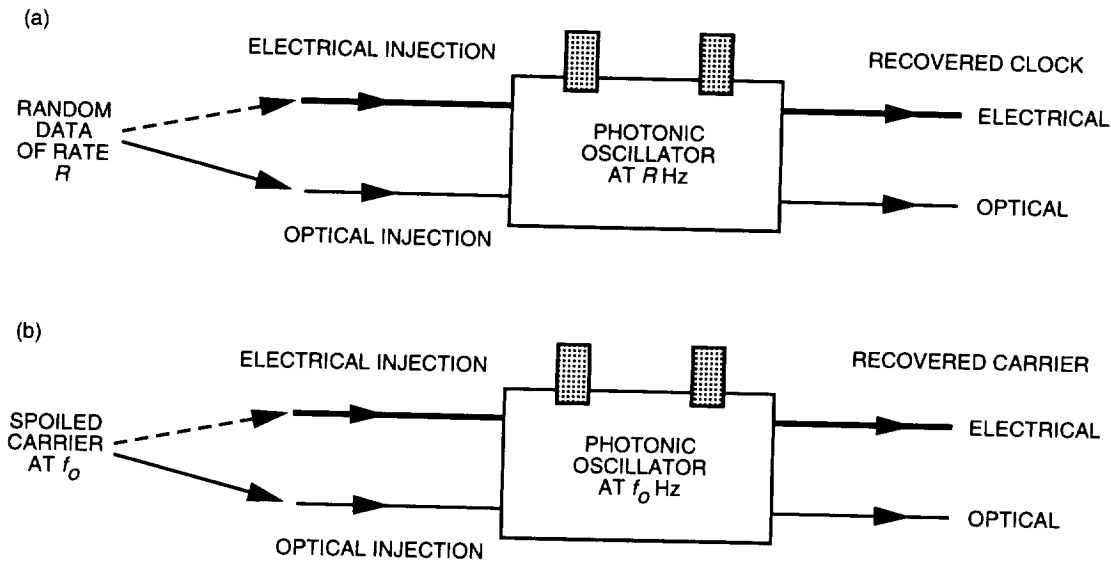 (a)
ELECTRICAL INJECTION
RECOVERED CLOCK
RANDOM
DATA
OF RATE
R
PHOTONIC
OSCILLATOR
AT R Hz
ELECTRICAL
OPTICAL
OPTICAL INJECTION
(b)
ELECTRICAL INJECTION
RECOVERED CARRIER
SPOILED
CARRIER
AT fo
PHOTONIC
OSCILLATOR
AT fo Hz
ELECTRICAL
OPTICAL
OPTICAL INJECTION